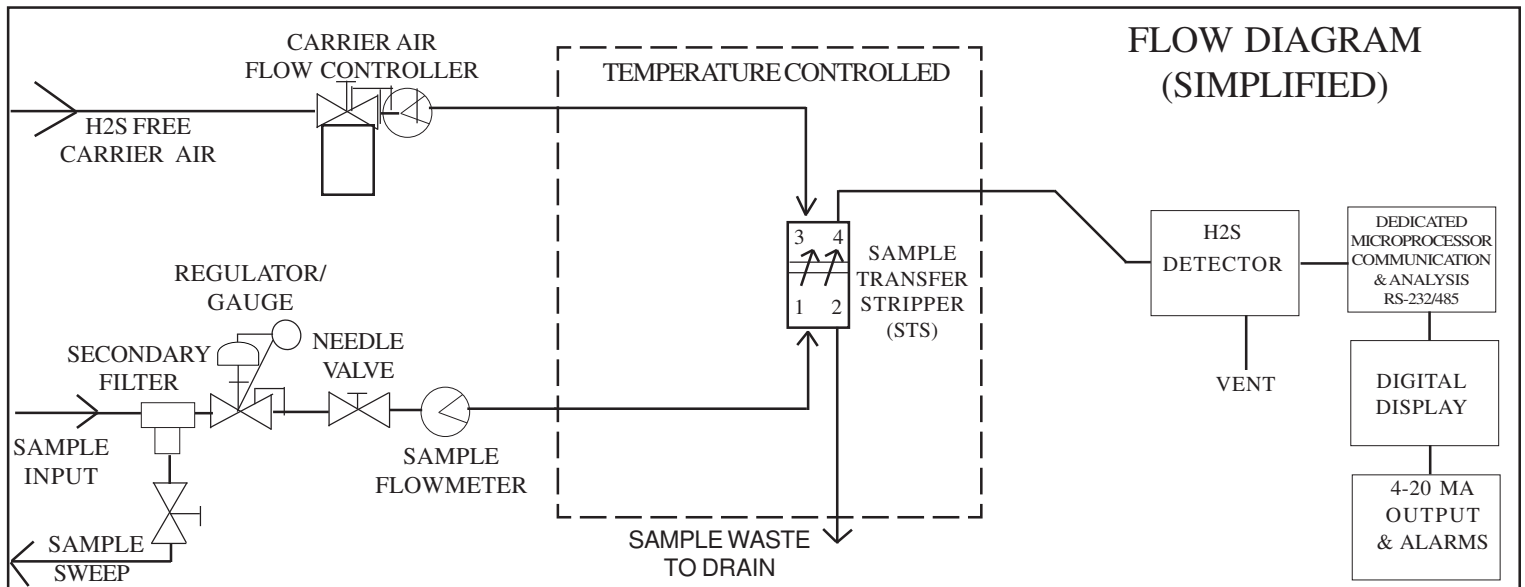 FLOW DIAGRAM
(SIMPLIFIED)
CARRIER AIR
FLOW CONTROLLER
TEMPERATURE CONTROLLED
H2S FREE
CARRIER AIR
3 4
1 2
SAMPLE
TRANSFER
STRIPPER
(STS)
H2S
DETECTOR
VENT
DEDICATED
MICROPROCESSOR
COMMUNICATION
& ANALYSIS
RS-232/485
DIGITAL
DISPLAY
4-20 MA
OUTPUT
& ALARMS
REGULATOR/
GAUGE
SECONDARY
FILTER
NEEDLE
VALVE
SAMPLE
INPUT
SAMPLE
FLOWMETER
SAMPLE
SWEEP
SAMPLE WASTE
TO DRAIN